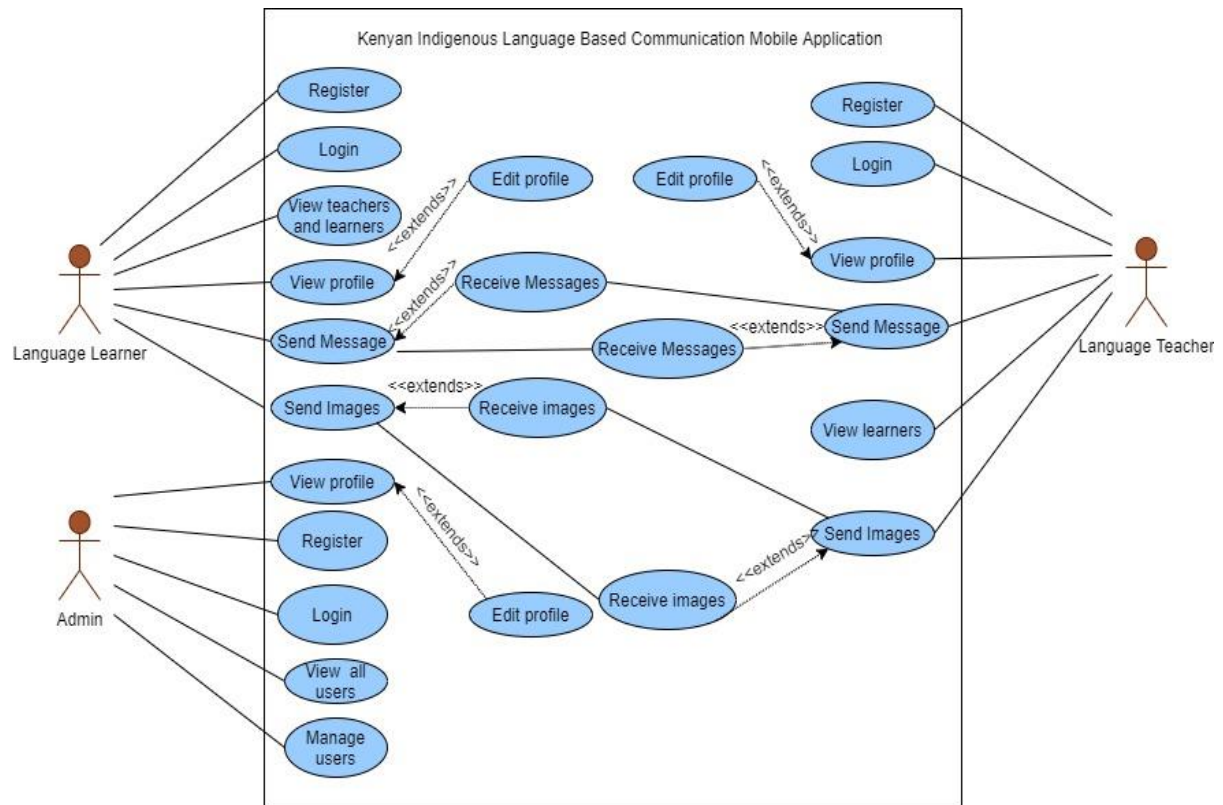 Kenyan Indigenous Language Based Communication Mobile Application
Register
Login
View teachers
and learners
View profile
Send Message
Send Images
Language Learner
Edit profile
<<extends>>
Receive Messages
<<extends>>
Receive Messages
<<extends>>
<<extends>>
Receive images
Edit profile
<<extends>>
Register
Login
View profile
Send Message
View learners
Send Images
Language Teacher
View profile
Register
Login
View all
users
Manage
users
Admin
<<extends>>
Edit profile
Receive images
<<extends>>